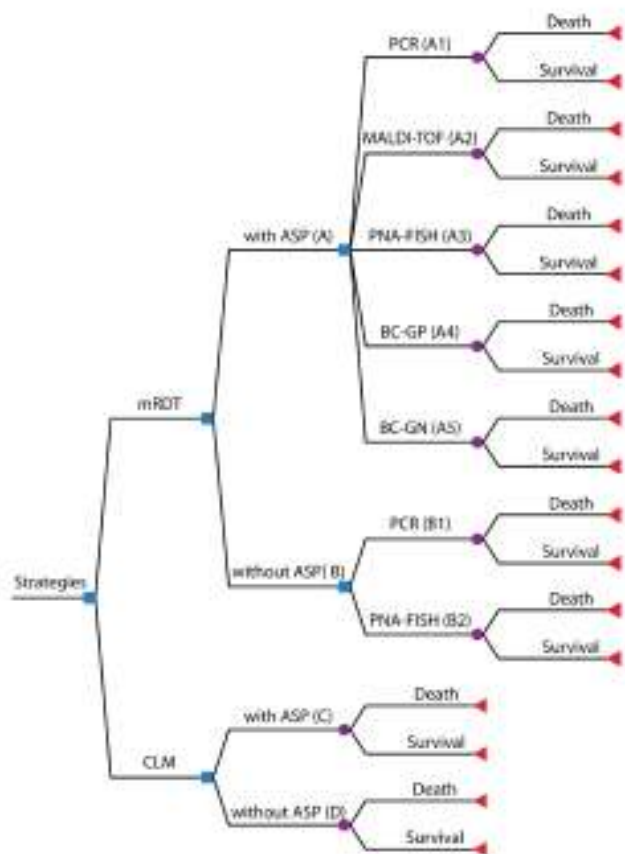 Death
PCR (A1)
Survival
Death
MALDI-TOF (A2)
Survival
Death
with ASP (A)
PNA-FISH (A3)
Survival
Death
BC-GP (A4)
Survival
mRDT
Death
BC-GN (A5)
Survival
Death
PCR (B1)
Survival
without ASP( B)
Strategies
Death
PNA-FISH (B2)
Survival
Death
with ASP (C)
Survival
CLM
Death
without ASP (D)
Survival